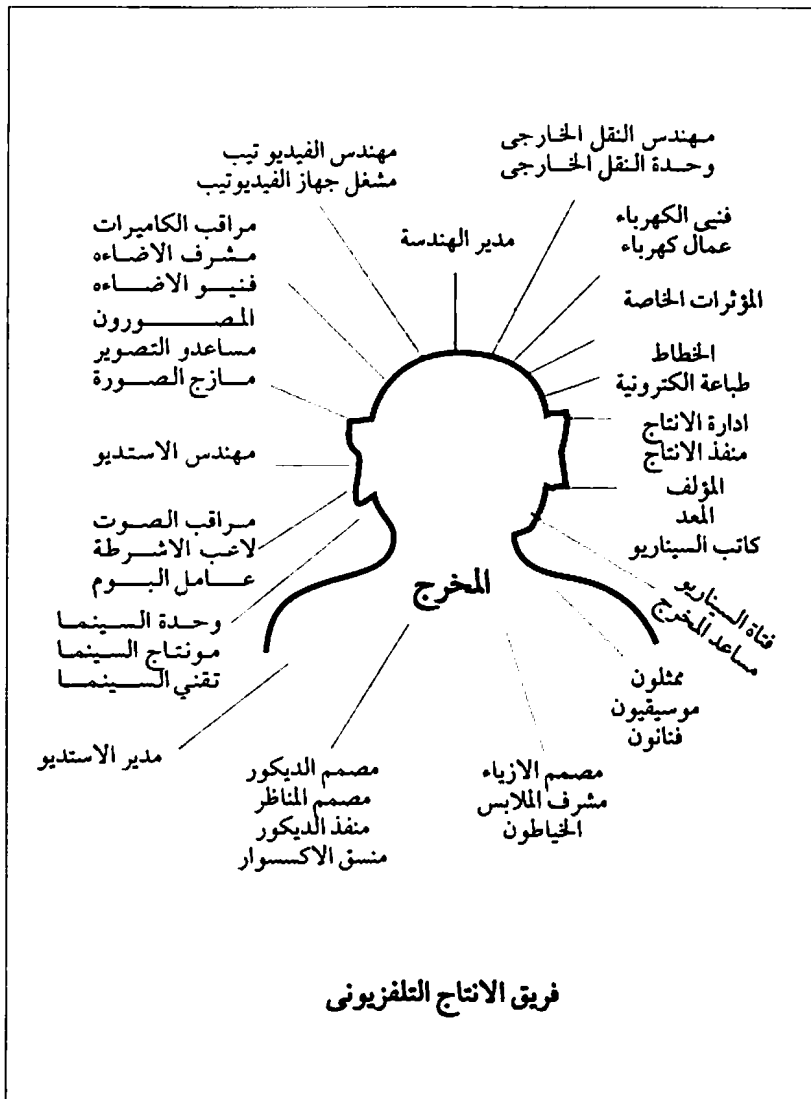 مهندس النقل الخارجى
وحدة النقل الخارجى
فنيى الكهرباء
عمال كهرباء
المؤثرات الخاصة
الخطاط
طباعة الكترونية
ادارة الانتاج
منفذ الانتاج
المؤلف
المعد
كاتب السيناريو
فتاة السيناريو
مساعد المخرج
ممثلون
موسيقيون
فنانون
مصمم الازياء
مشرف الملابس
الخياطون
مدير الهندسة
المخرج
مهندس الفيديو تيب
مشغل جهاز الفيديوتيب
مراقب الكاميرات
مشرف الاضاءه
فنيو الاضاءه
المصورون
مساعدو التصوير
مازج الصورة
مهندس الاستديو
مراقب الصوت
لاعب الاشرطة
عامل البوم
وحدة السينما
مونتاج السينما
تقني السينما
مدير الاستديو
مصمم الديكور
مصمم المناظر
منفذ الديكور
منسق الاكسسوار
فريق الانتاج التلفزيونى